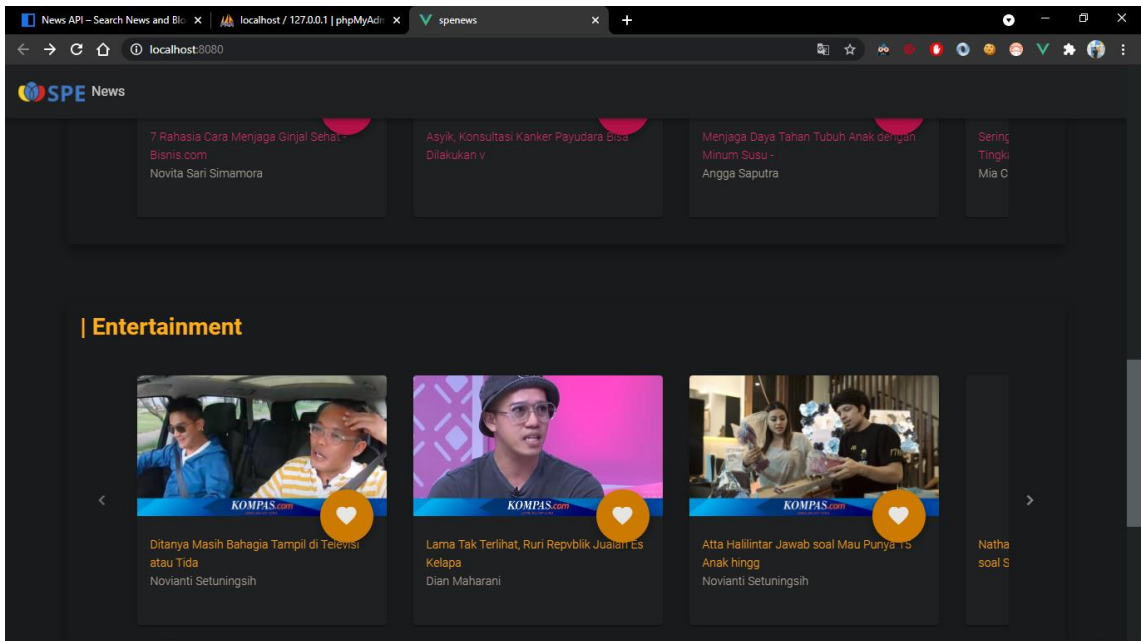 News API – Search News and Blo
localhost / 127.0.0.1 | phpMyAdm
spenews
localhost:8080
SPE News
7 Rahasia Cara Menjaga Ginjal Sehat -
Bisnis.com
Novita Sari Simamora
Asyik, Konsultasi Kanker Payudara Bisa
Dilakukan v
Menjaga Daya Tahan Tubuh Anak dengan
Minum Susu -
Angga Saputra
Sering
Tingka
Mia C
| Entertainment
KOMPAS.com
Ditanya Masih Bahagia Tampil di Televisi
atau Tida
Novianti Setuningsih
KOMPAS.com
Lama Tak Terlihat, Ruri Repvblik Jualan Es
Kelapa
Dian Maharani
KOMPAS.com
Atta Halilintar Jawab soal Mau Punya 15
Anak hingg
Novianti Setuningsih
Natha
soal S